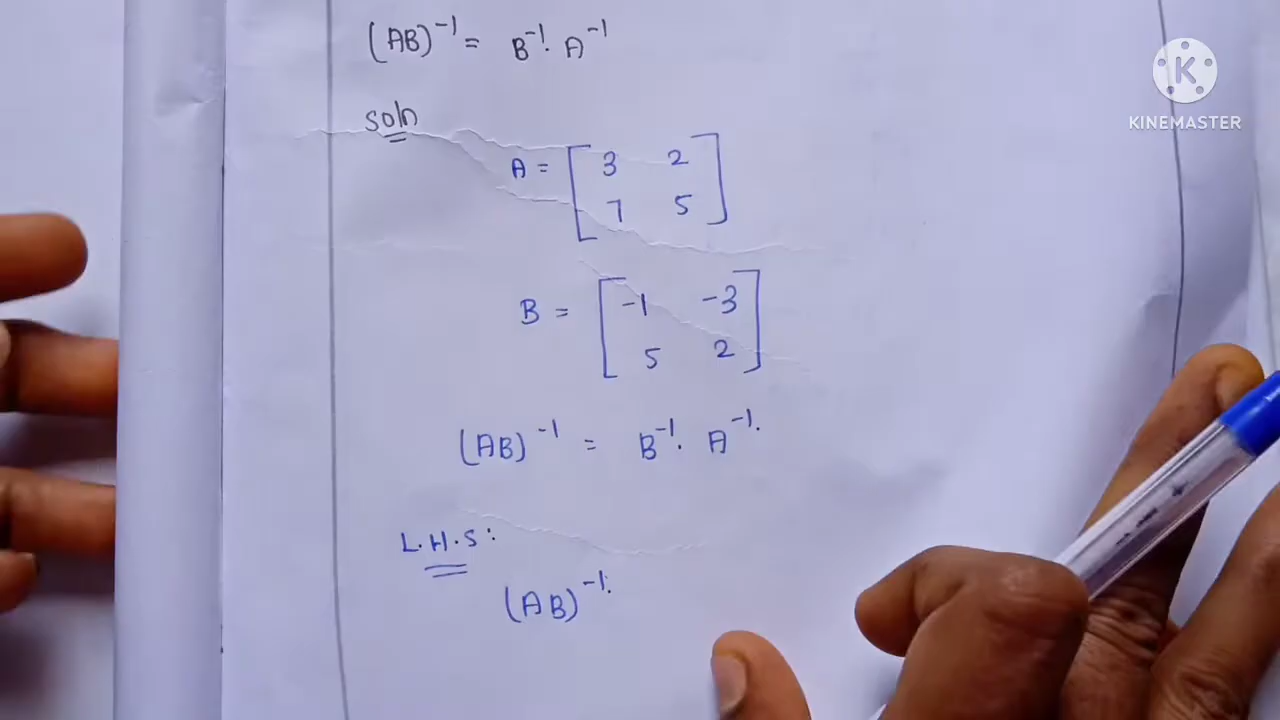 (AB)⁻¹ = B⁻¹. A⁻¹
KINEMASTER
Soln
A = [3 2
7 5]
B = [-1 -3
5 2]
(AB)⁻¹ = B⁻¹. A⁻¹.
L.H.S:
(AB)⁻¹: